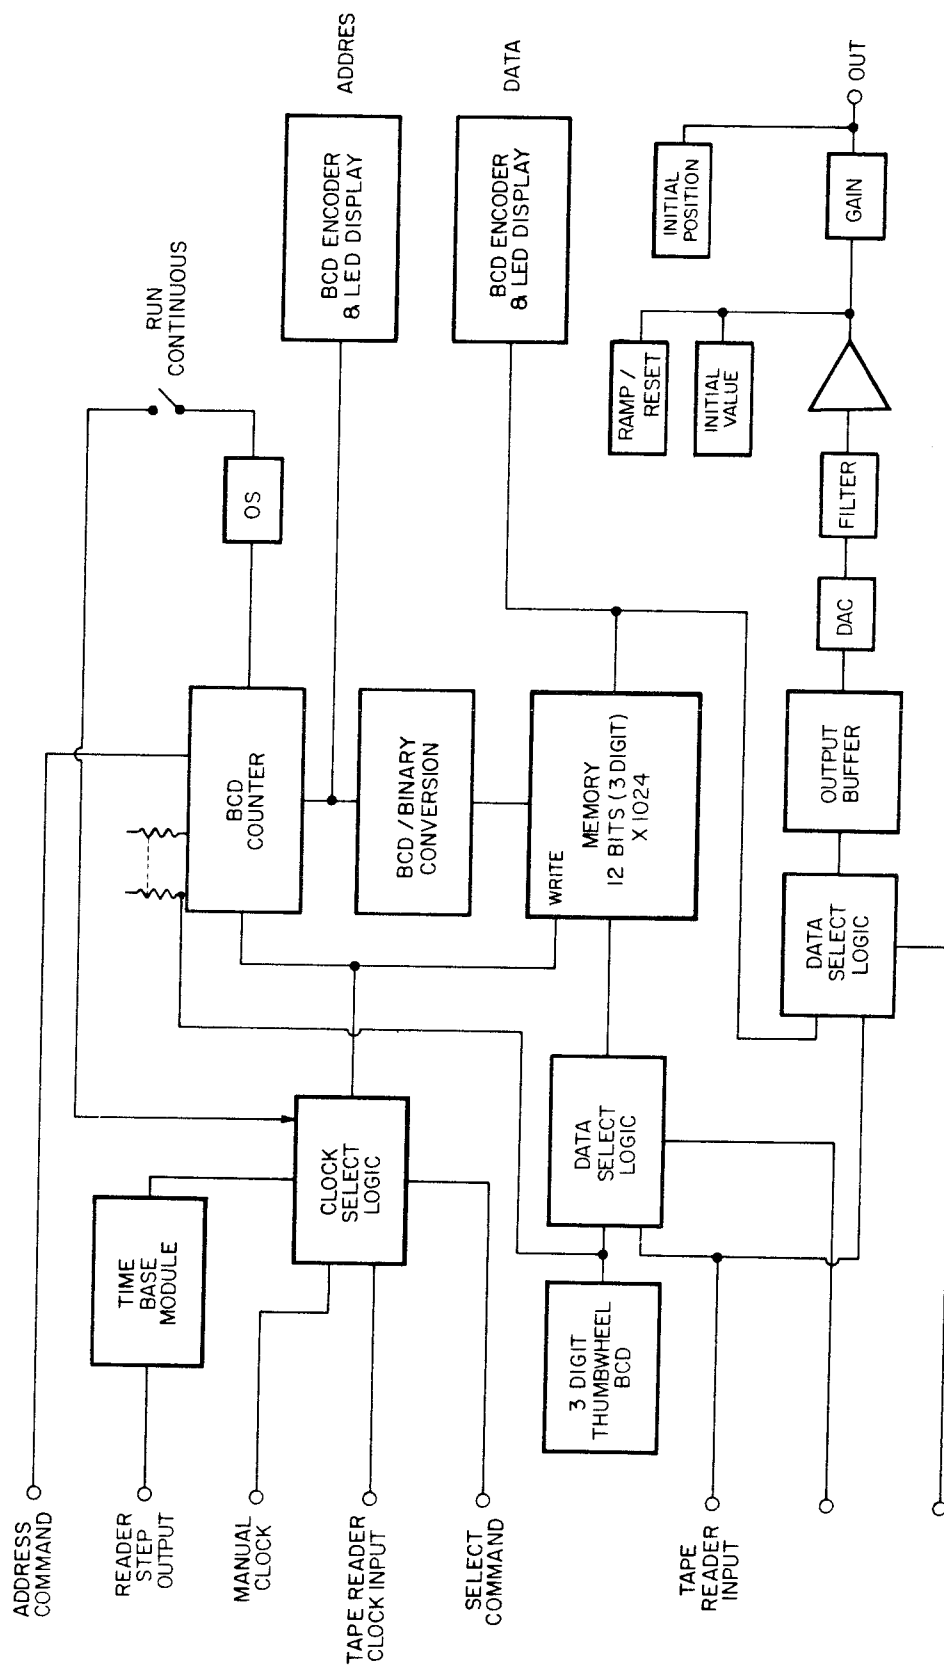 ADDRESS
COMMAND
READER
STEP
OUTPUT
MANUAL
CLOCK
TAPE READER
CLOCK INPUT
SELECT
COMMAND
TAPE
READER
INPUT
TIME
BASE
MODULE
CLOCK
SELECT
LOGIC
3 DIGIT
THUMBWHEEL
BCD
DATA
SELECT
LOGIC
BCD
COUNTER
BCD/BINARY
CONVERSION
WRITE
MEMORY
12 BITS (3 DIGIT)
X 1024
DATA
SELECT
LOGIC
OUTPUT
BUFFER
DAC
FILTER
OS
RUN
CONTINUOUS
BCD ENCODER
& LED DISPLAY
ADDRES
BCD ENCODER
& LED DISPLAY
DATA
RAMP /
RESET
INITIAL
VALUE
INITIAL
POSITION
GAIN
OUT